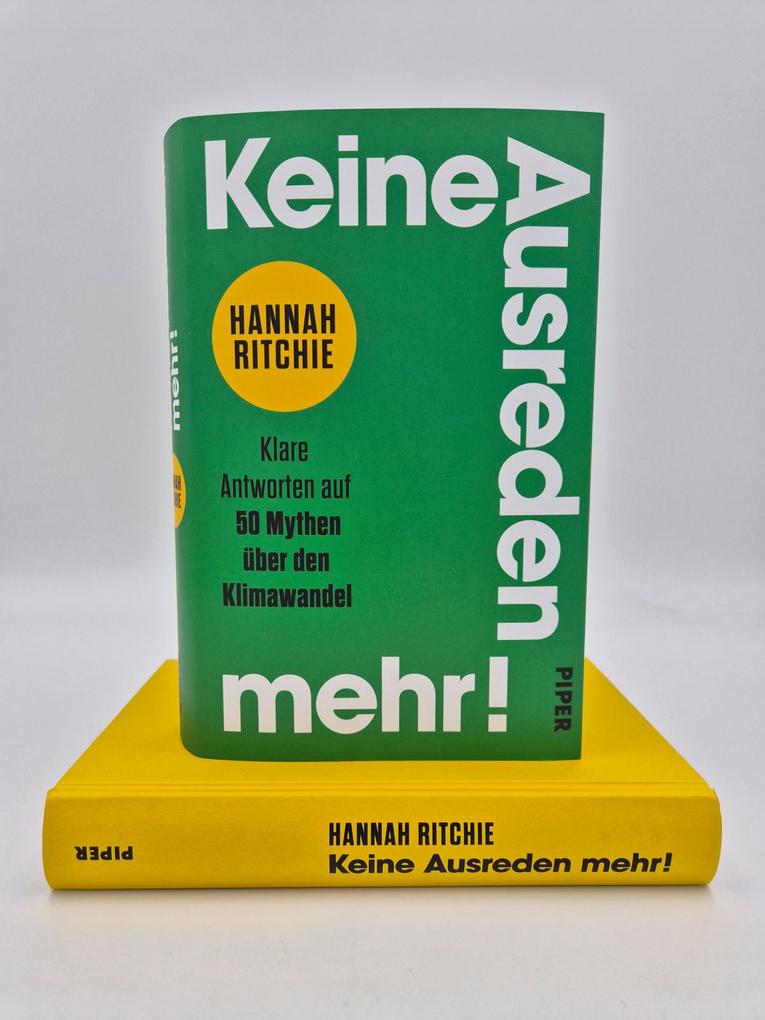 Keine
Ausreden
mehr!
HANNAH
RITCHIE
Klare
Antworten auf
50 Mythen
über den
Klimawandel
PIPER
mehr!
HANNAH RITCHIE
Keine Ausreden mehr!
PIPER